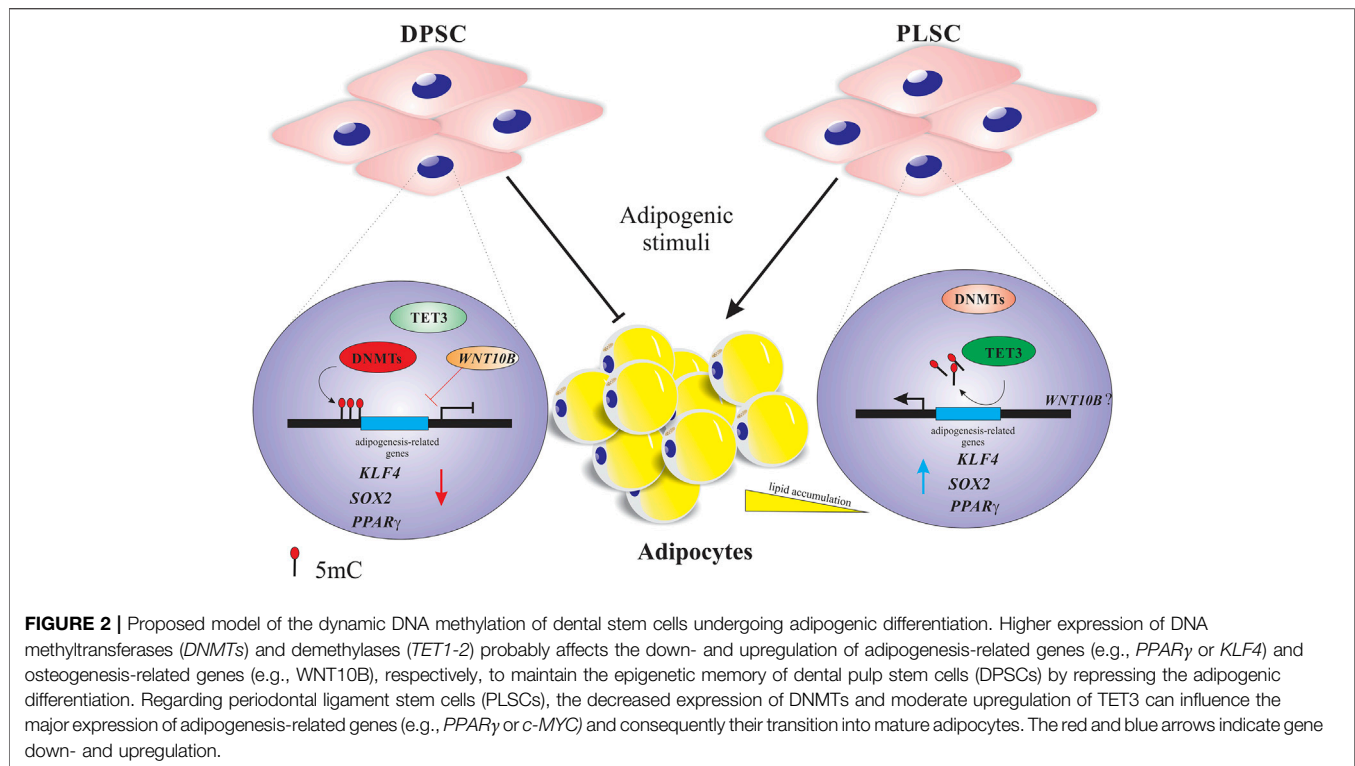 DPSC
PLSC
Adipogenic
stimuli
TET3
DNMTs
WNT10B
adipogenesis-related
genes
KLF4
SOX2
PPARγ
5mC
DNMTs
TET3
WNT10B ?
adipogenesis-related
genes
KLF4
SOX2
PPARγ
lipid accumulation
Adipocytes
FIGURE 2 | Proposed model of the dynamic DNA methylation of dental stem cells undergoing adipogenic differentiation. Higher expression of DNA
methyltransferases (DNMTs) and demethylases (TET1-2) probably affects the down- and upregulation of adipogenesis-related genes (e.g., PPARγ or KLF4) and
osteogenesis-related genes (e.g., WNT10B), respectively, to maintain the epigenetic memory of dental pulp stem cells (DPSCs) by repressing the adipogenic
differentiation. Regarding periodontal ligament stem cells (PLSCs), the decreased expression of DNMTs and moderate upregulation of TET3 can influence the
major expression of adipogenesis-related genes (e.g., PPARγ or c-MYC) and consequently their transition into mature adipocytes. The red and blue arrows indicate gene
down- and upregulation.